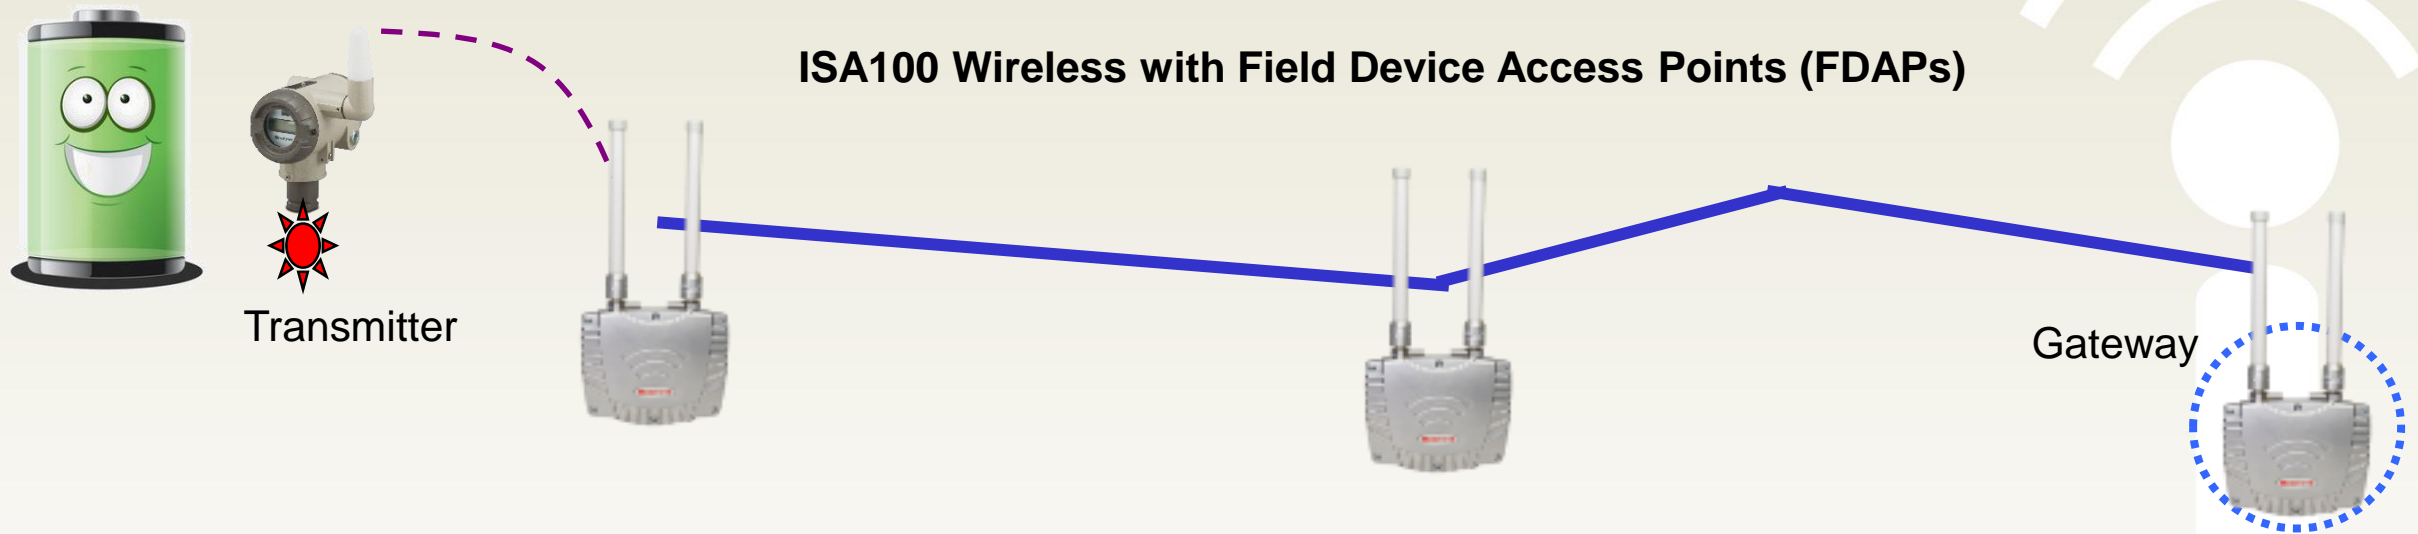 ISA100 Wireless with Field Device Access Points (FDAPs)
Transmitter
Gateway